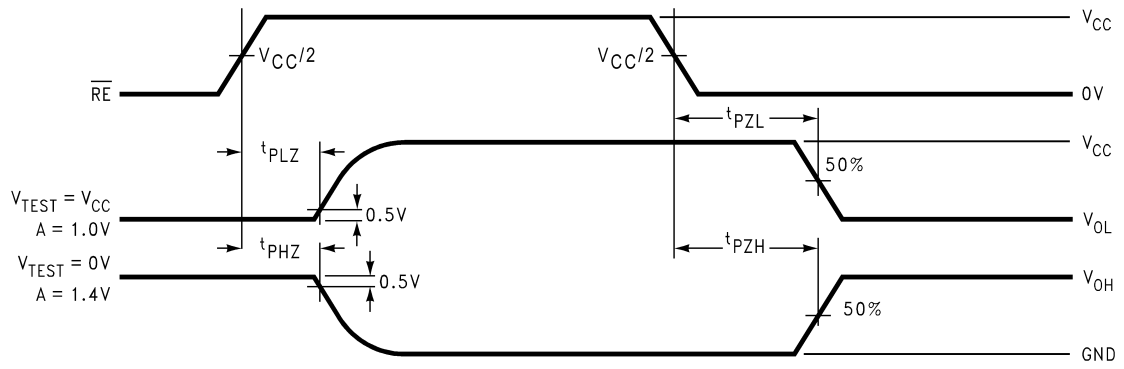 V_CC
V_CC/2
V_CC/2
R̅E̅
0V
t_PZL
V_CC
t_PLZ
50%
V_TEST = V_CC
A = 1.0V
0.5V
V_OL
t_PHZ
t_PZH
V_TEST = 0V
A = 1.4V
0.5V
V_OH
50%
GND